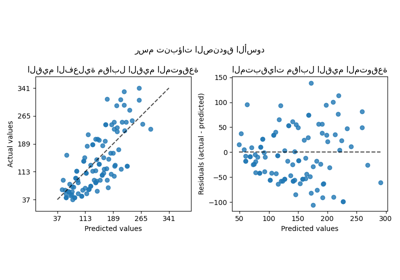 رسم تنبؤات الصندوق الأسود
القيم الفعلية مقابل القيم المتوقعة
المتبقيات مقابل القيم المتوقعة
Actual values
341
265
189
113
37
37 113 189 265 341
Predicted values
Residuals (actual - predicted)
150
100
50
0
−50
−100
50 100 150 200 250 300
Predicted values